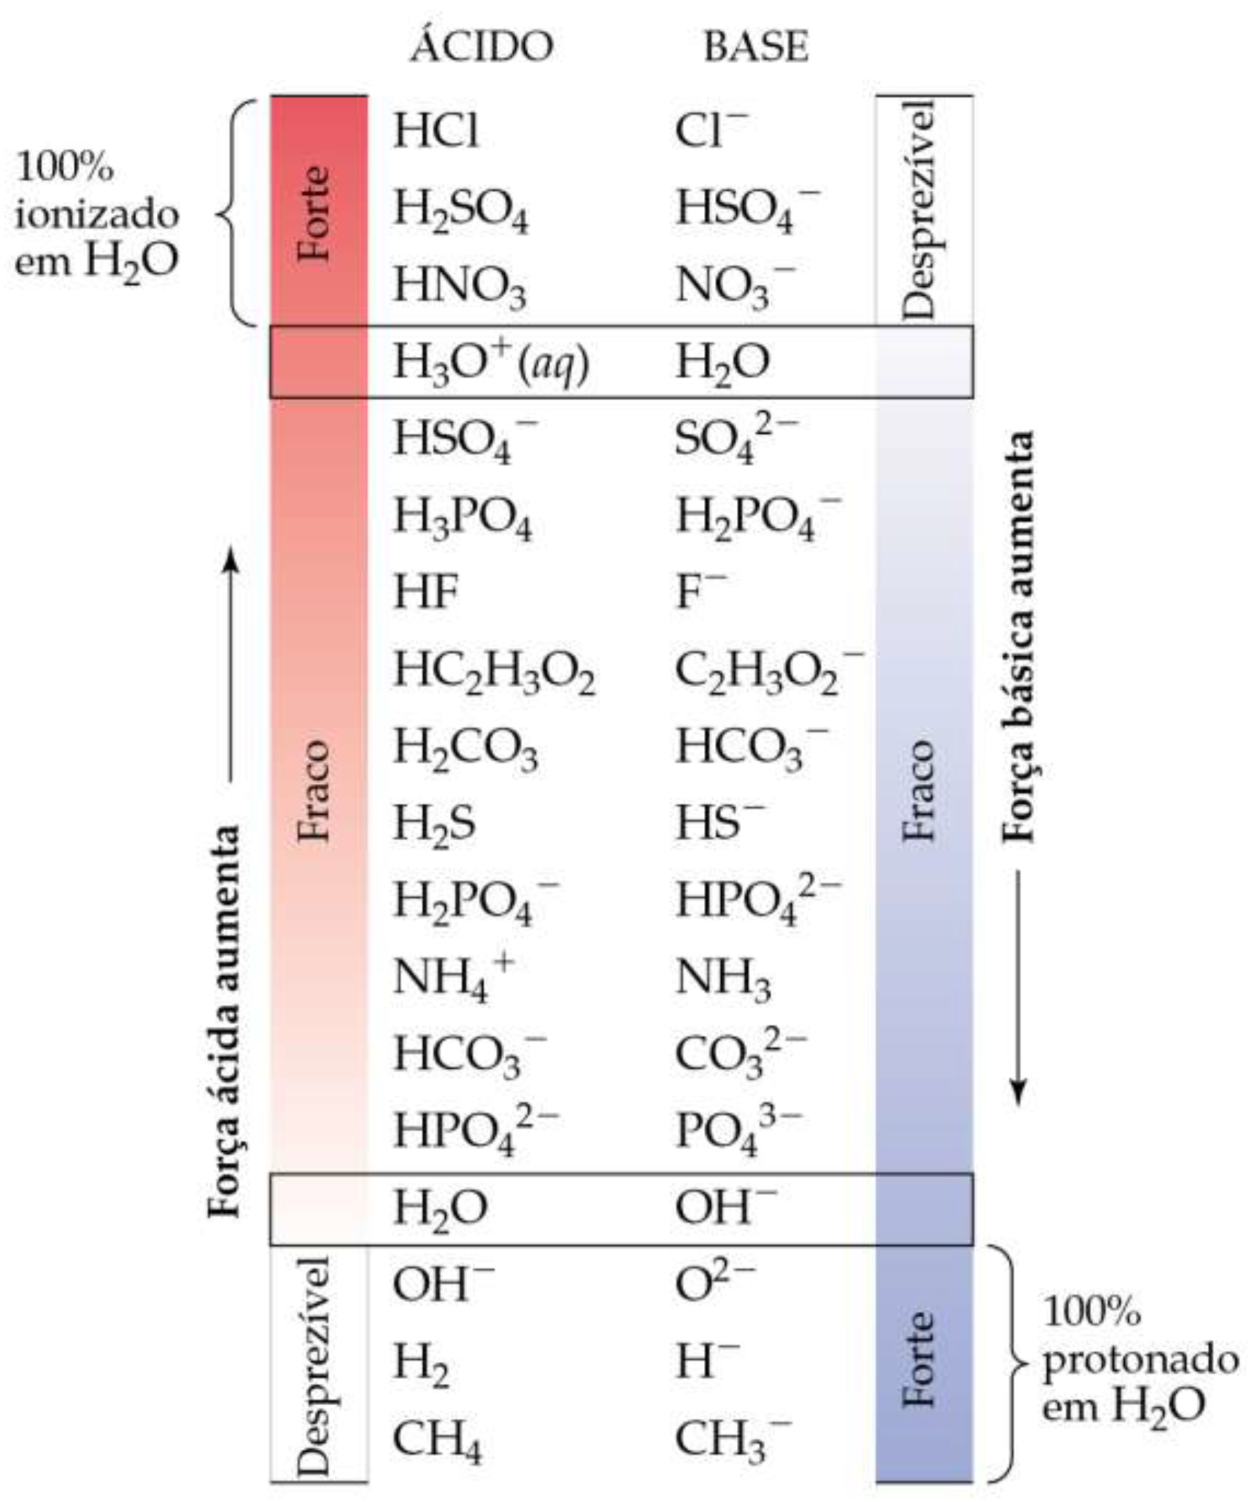 ÁCIDO BASE
100%
ionizado
em H₂O
Forte
Desprezível
HCl Cl⁻
H₂SO₄ HSO₄⁻
HNO₃ NO₃⁻
H₃O⁺(aq) H₂O
HSO₄⁻ SO₄²⁻
H₃PO₄ H₂PO₄⁻
HF F⁻
HC₂H₃O₂ C₂H₃O₂⁻
H₂CO₃ HCO₃⁻
H₂S HS⁻
H₂PO₄⁻ HPO₄²⁻
NH₄⁺ NH₃
HCO₃⁻ CO₃²⁻
HPO₄²⁻ PO₄³⁻
Força ácida aumenta
Fraco
Fraco
Força básica aumenta
H₂O OH⁻
OH⁻ O²⁻
H₂ H⁻
CH₄ CH₃⁻
Desprezível
Forte
100%
protonado
em H₂O